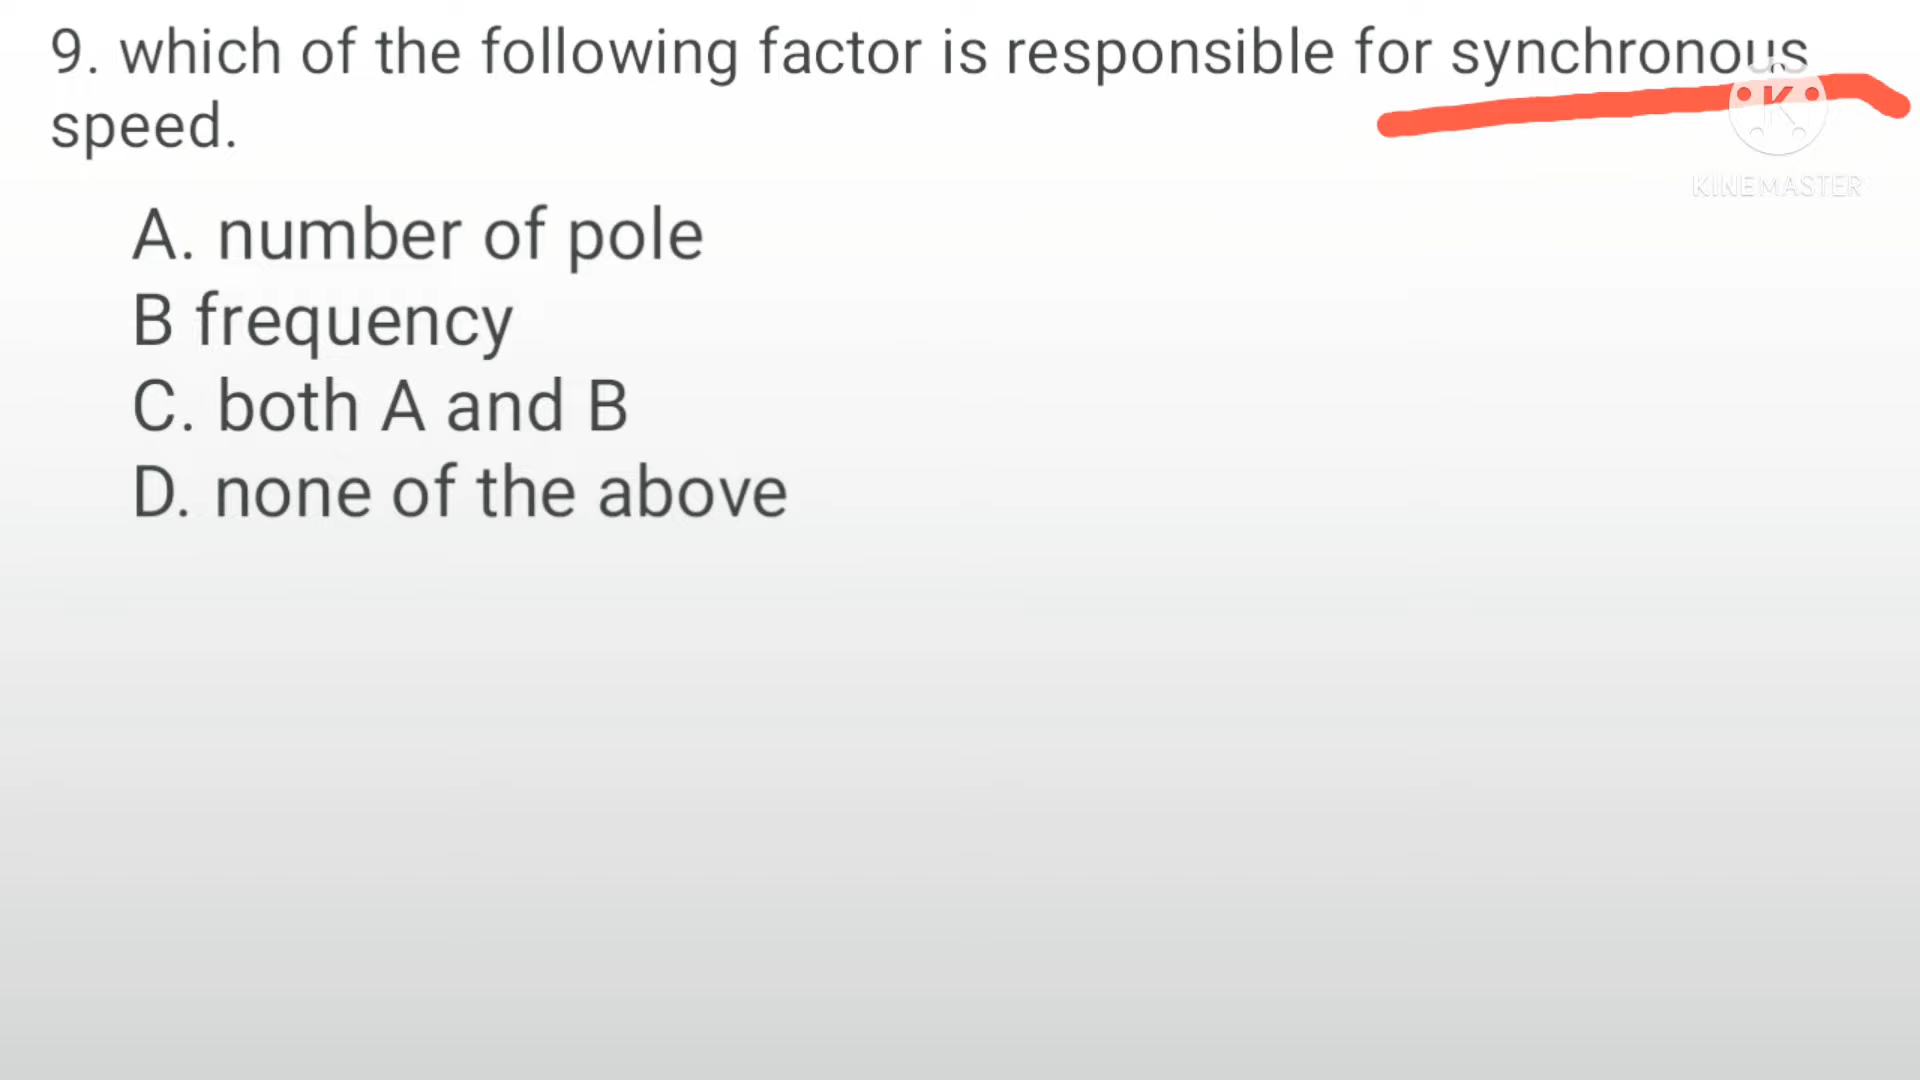 9. which of the following factor is responsible for synchronous
speed.
A. number of pole
B frequency
C. both A and B
D. none of the above
K
KINEMASTER